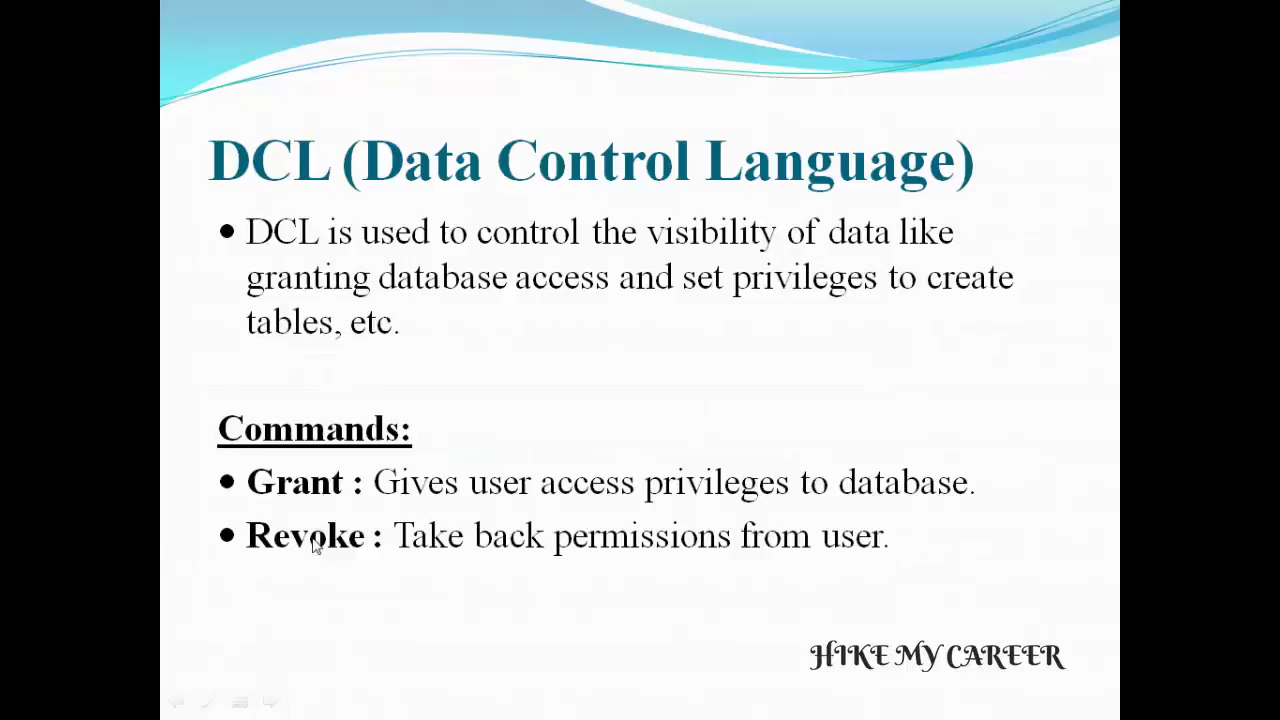 DCL (Data Control Language)
• DCL is used to control the visibility of data like
granting database access and set privileges to create
tables, etc.
Commands:
• Grant : Gives user access privileges to database.
• Revoke : Take back permissions from user.
HIKE MY CAREER